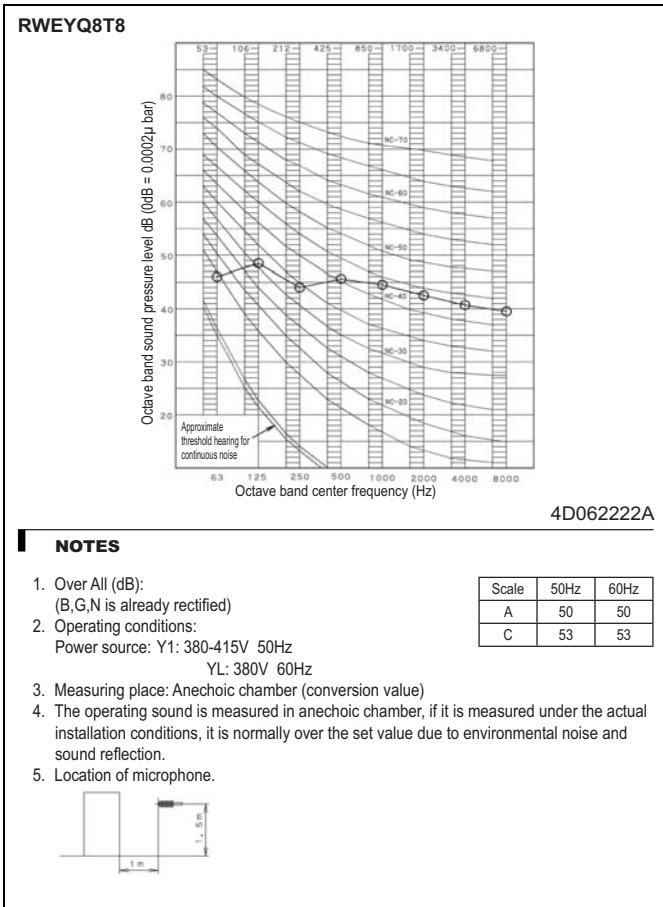 RWEYQ8T8
53 106 212 425 850 1700 3400 6800
80
70
60
50
40
30
20
Octave band sound pressure level dB (0dB = 0.0002μ bar)
NC-70
NC-60
NC-50
NC-40
NC-30
NC-20
Approximate
threshold hearing for
continuous noise
63 125 250 500 1000 2000 4000 8000
Octave band center frequency (Hz)
4D062222A
NOTES
1. Over All (dB):
(B,G,N is already rectified)
2. Operating conditions:
Power source: Y1: 380-415V 50Hz
YL: 380V 60Hz
Scale 50Hz 60Hz
A 50 50
C 53 53
3. Measuring place: Anechoic chamber (conversion value)
4. The operating sound is measured in anechoic chamber, if it is measured under the actual
installation conditions, it is normally over the set value due to environmental noise and
sound reflection.
5. Location of microphone.
1m
1.5m